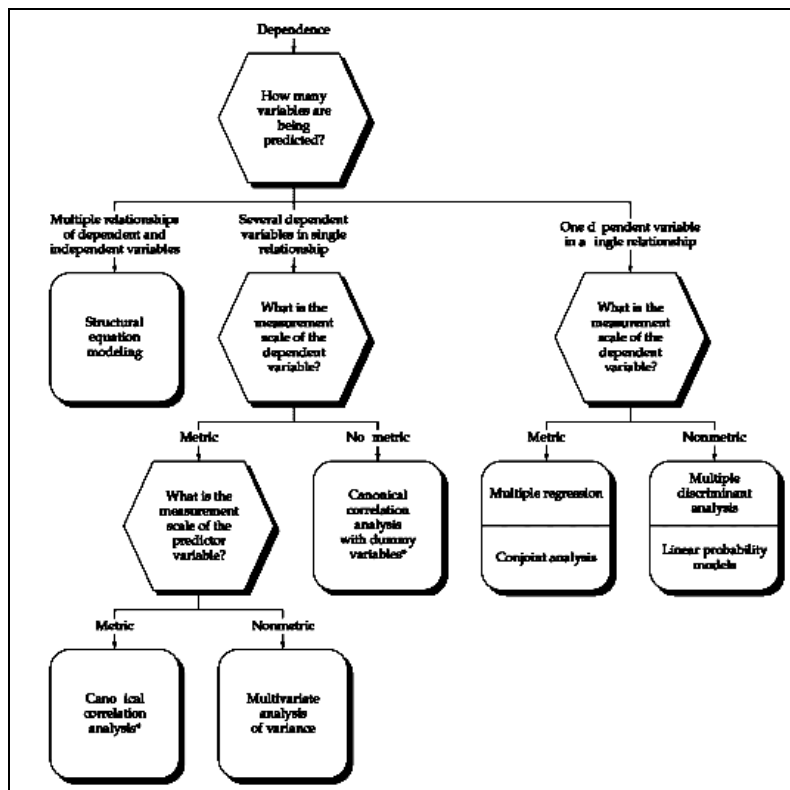 Dependence
How many
variables are
being
predicted?
Multiple relationships
of dependent and
independent variables
Several dependent
variables in single
relationship
One d pendent variable
in a ingle relationship
Structural
equation
modeling
What is the
measurement
scale of the
dependent
variable?
What is the
measurement
scale of the
dependent
variable?
Metric
No metric
Metric
Nonmetric
What is the
measurement
scale of the
predictor
variable?
Canonical
correlation
analysis
with dummy
variables*
Multiple regression
Conjoint analysis
Multiple
discriminant
analysis
Linear probability
models
Metric
Nonmetric
Cano ical
correlation
analysis*
Multivariate
analysis
of variance